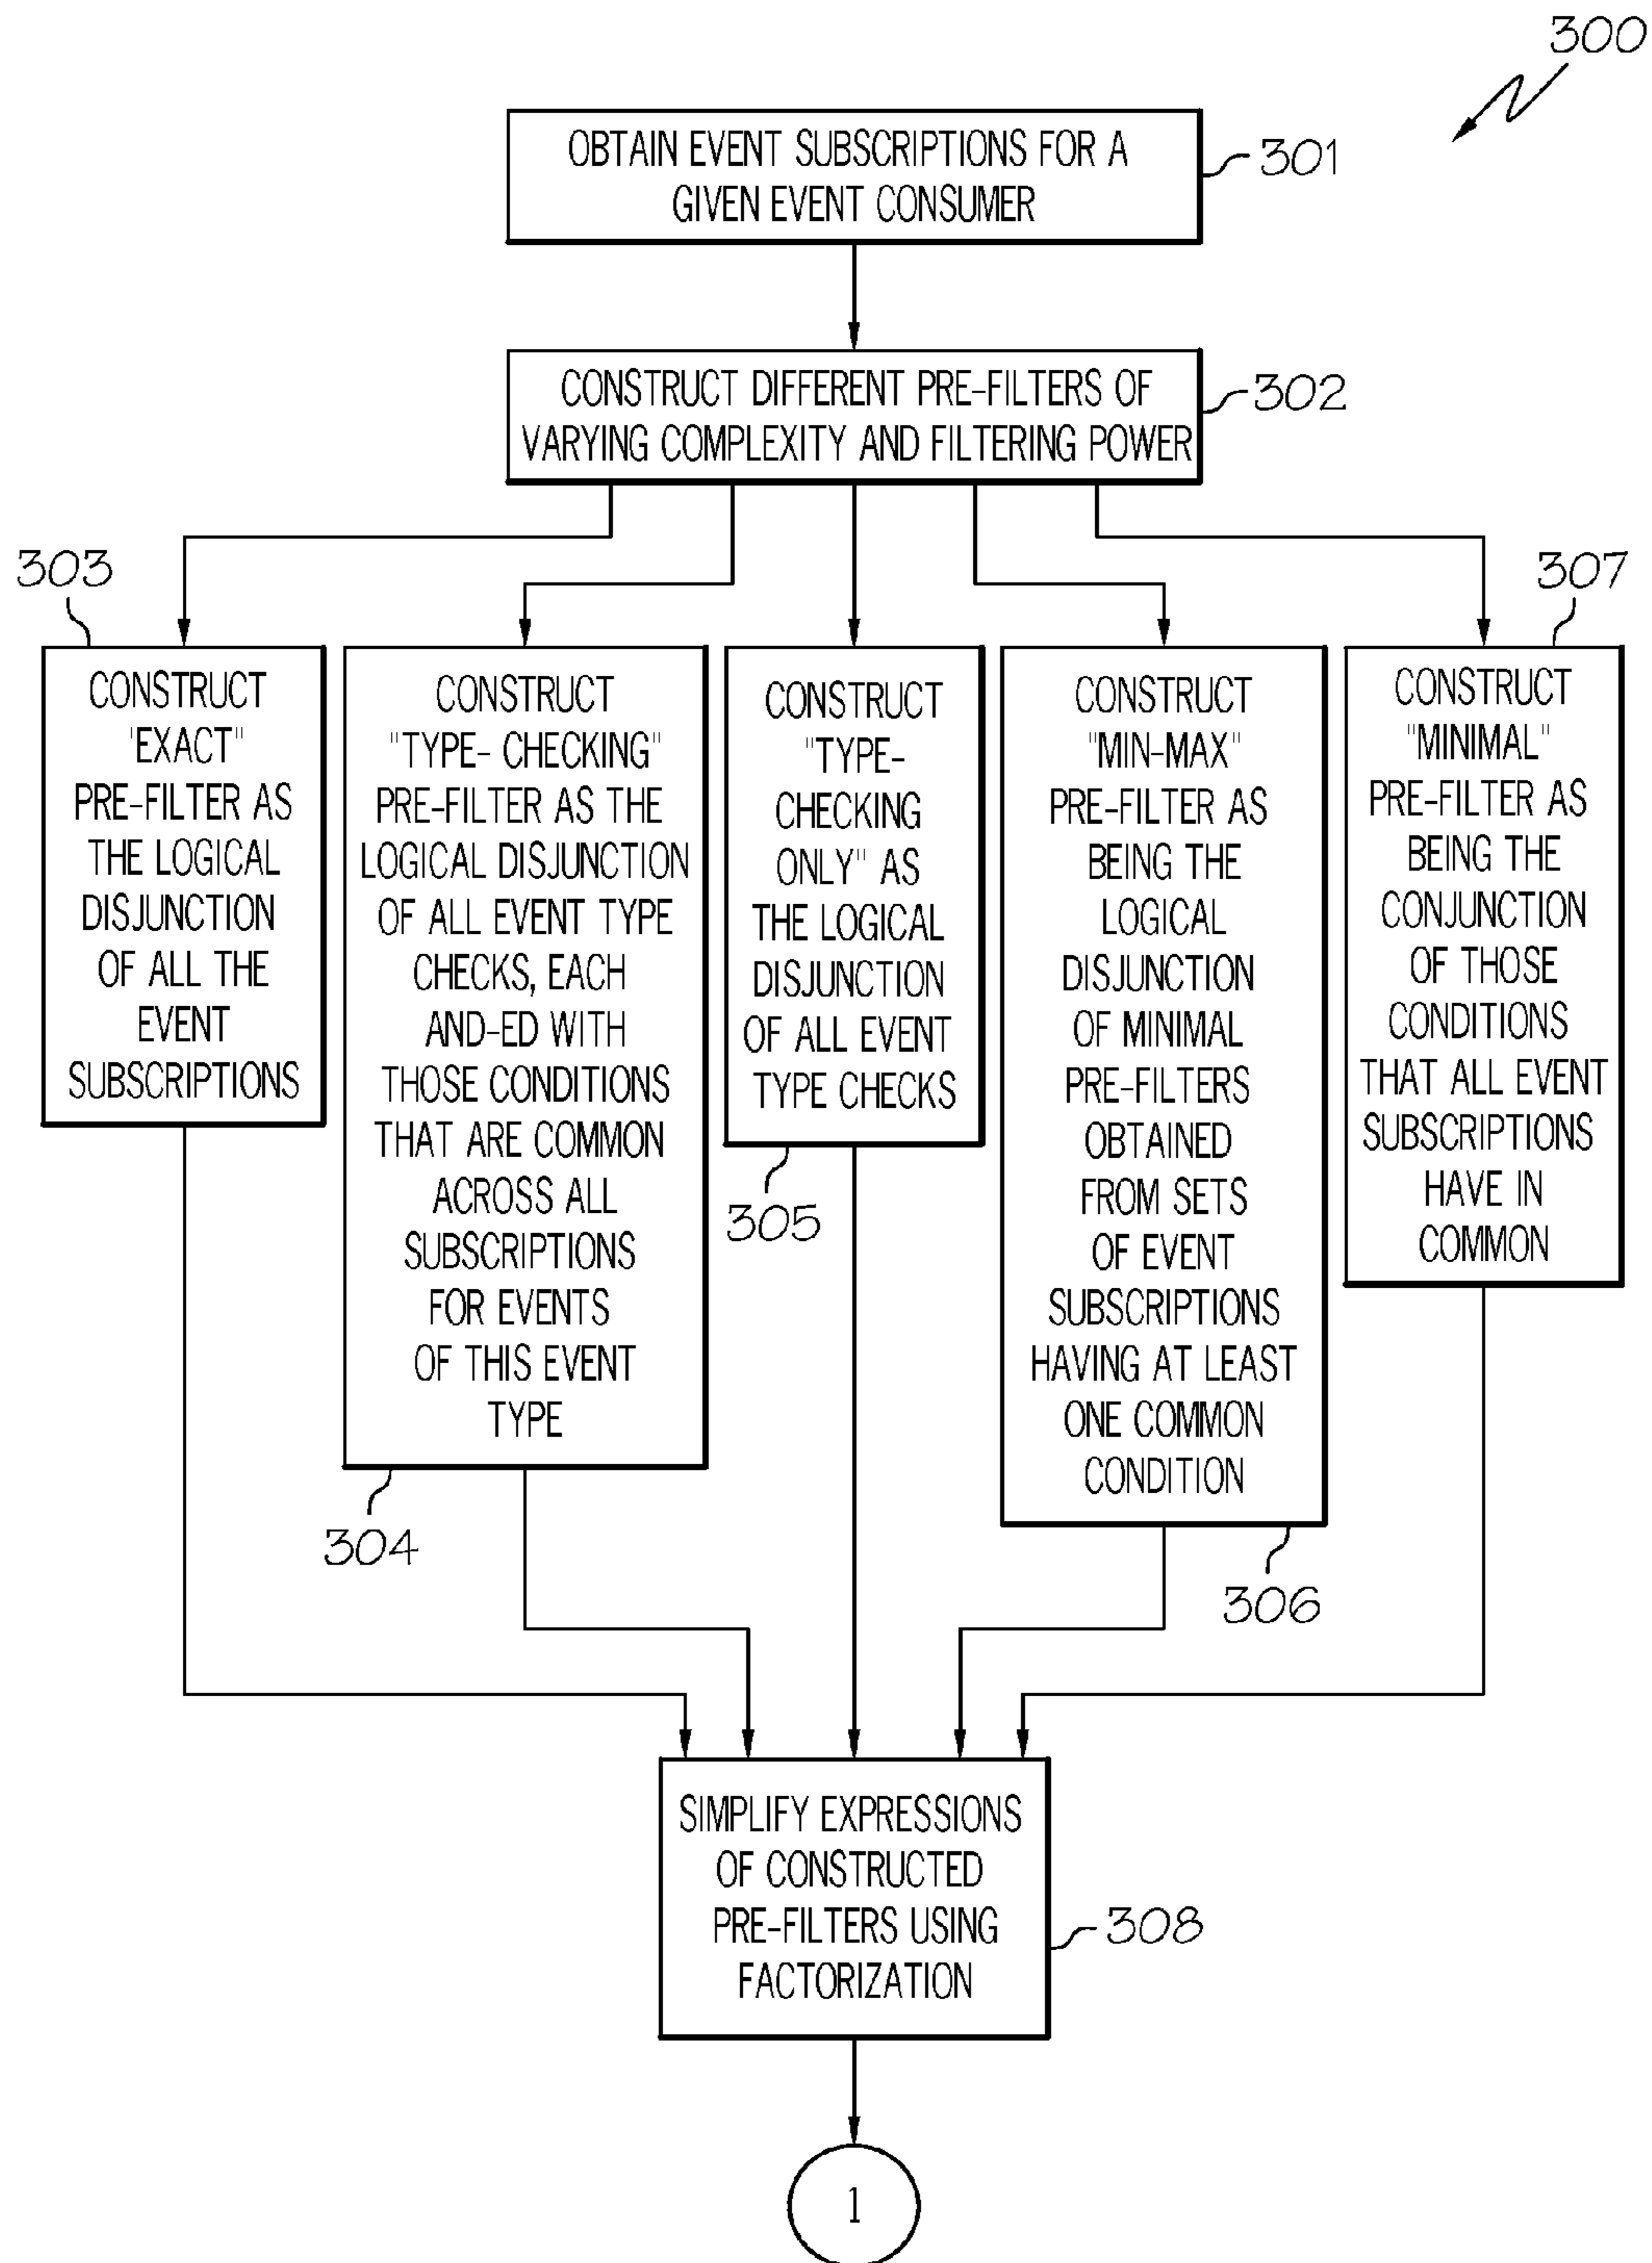 300
OBTAIN EVENT SUBSCRIPTIONS FOR A
GIVEN EVENT CONSUMER
301
CONSTRUCT DIFFERENT PRE-FILTERS OF
VARYING COMPLEXITY AND FILTERING POWER
302
303
CONSTRUCT
"EXACT"
PRE-FILTER AS
THE LOGICAL
DISJUNCTION
OF ALL THE
EVENT
SUBSCRIPTIONS
CONSTRUCT
"TYPE- CHECKING"
PRE-FILTER AS THE
LOGICAL DISJUNCTION
OF ALL EVENT TYPE
CHECKS, EACH
AND-ED WITH
THOSE CONDITIONS
THAT ARE COMMON
ACROSS ALL
SUBSCRIPTIONS
FOR EVENTS
OF THIS EVENT
TYPE
304
CONSTRUCT
"TYPE-
CHECKING
ONLY" AS
THE LOGICAL
DISJUNCTION
OF ALL EVENT
TYPE CHECKS
305
CONSTRUCT
"MIN-MAX"
PRE-FILTER AS
BEING THE
LOGICAL
DISJUNCTION
OF MINIMAL
PRE-FILTERS
OBTAINED
FROM SETS
OF EVENT
SUBSCRIPTIONS
HAVING AT LEAST
ONE COMMON
CONDITION
306
307
CONSTRUCT
"MINIMAL"
PRE-FILTER AS
BEING THE
CONJUNCTION
OF THOSE
CONDITIONS
THAT ALL EVENT
SUBSCRIPTIONS
HAVE IN
COMMON
SIMPLIFY EXPRESSIONS
OF CONSTRUCTED
PRE-FILTERS USING
FACTORIZATION
308
1